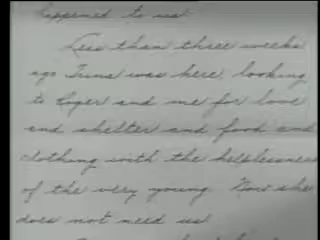 happened to us
Less than three weeks
ago Trina was here, looking
to Roger and me for love
and shelter and food and
clothing with the helplessness
of the very young. Now she
does not need us